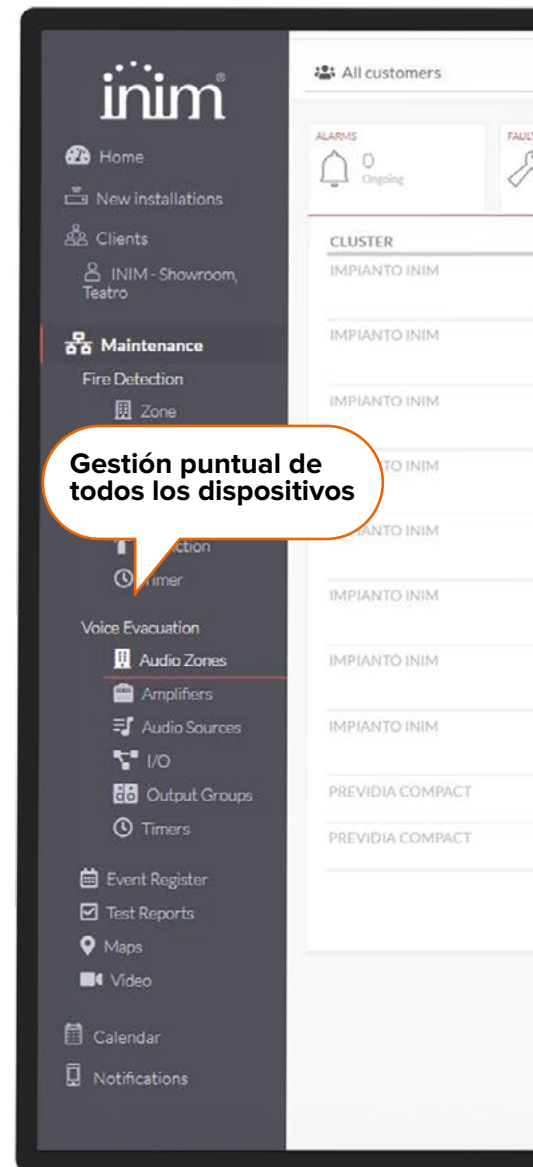 inim®
Home
New installations
Clients
INIM - Showroom,
Teatro
Maintenance
Fire Detection
Zone
Gestión puntual de
todos los dispositivos
Voice Evacuation
Audio Zones
Amplifiers
Audio Sources
I/O
Output Groups
Timers
Event Register
Test Reports
Maps
Video
Calendar
Notifications
All customers
ALARMS
0
Ongoing
CLUSTER
IMPIANTO INIM
IMPIANTO INIM
IMPIANTO INIM
TO INIM
IMPIANTO INIM
IMPIANTO INIM
IMPIANTO INIM
PREVIDIA COMPACT
PREVIDIA COMPACT